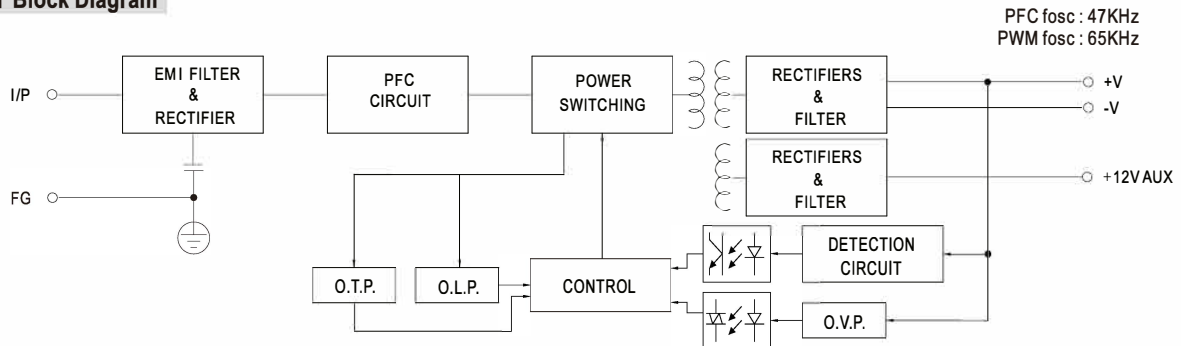 Block Diagram
PFC fosc : 47KHz
PWM fosc : 65KHz
I/P
EMI FILTER
&
RECTIFIER
PFC
CIRCUIT
POWER
SWITCHING
RECTIFIERS
&
FILTER
+V
-V
RECTIFIERS
&
FILTER
+12V AUX
FG
O.T.P.
O.L.P.
CONTROL
DETECTION
CIRCUIT
O.V.P.